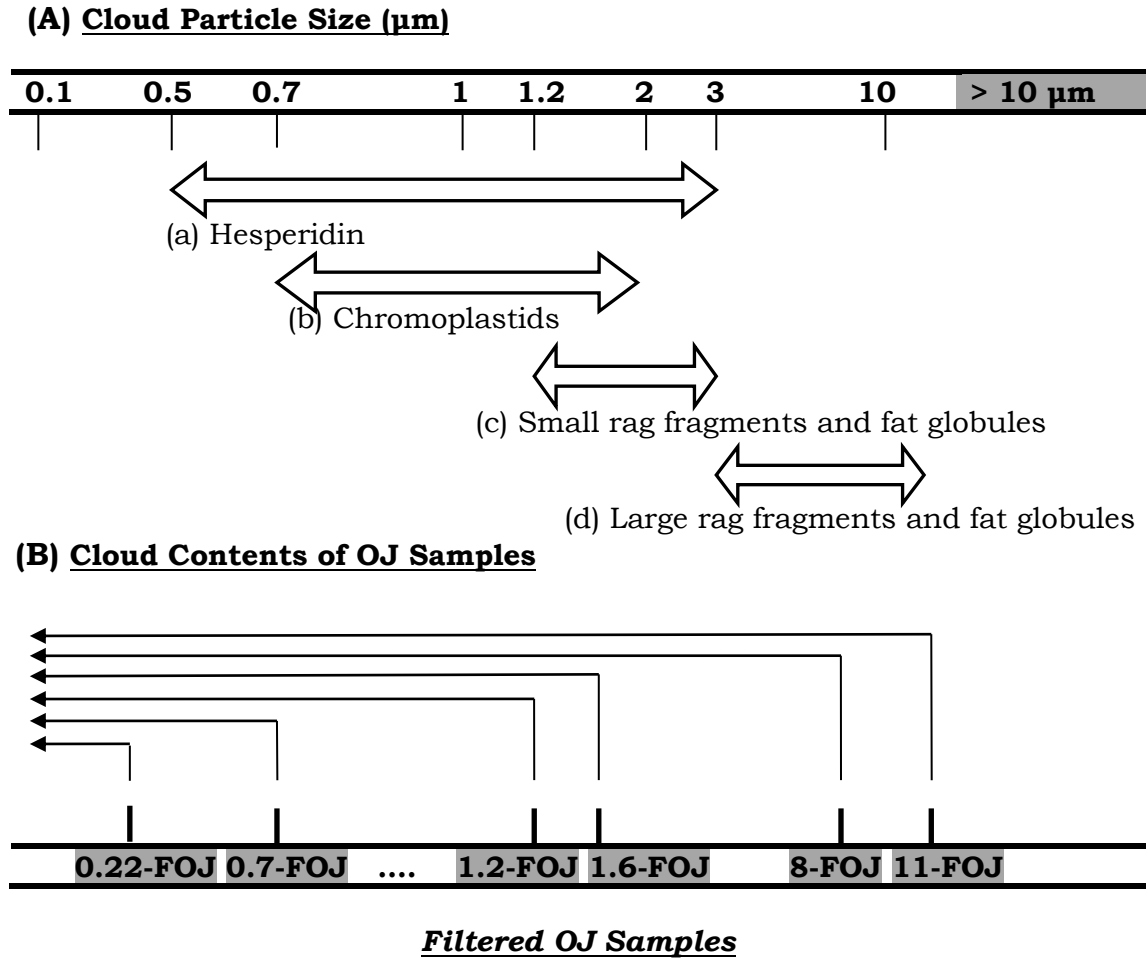 (A) Cloud Particle Size (µm)
0.1 0.5 0.7 1 1.2 2 3 10 > 10 µm
(a) Hesperidin
(b) Chromoplastids
(c) Small rag fragments and fat globules
(d) Large rag fragments and fat globules
(B) Cloud Contents of OJ Samples
0.22-FOJ 0.7-FOJ .... 1.2-FOJ 1.6-FOJ 8-FOJ 11-FOJ
Filtered OJ Samples